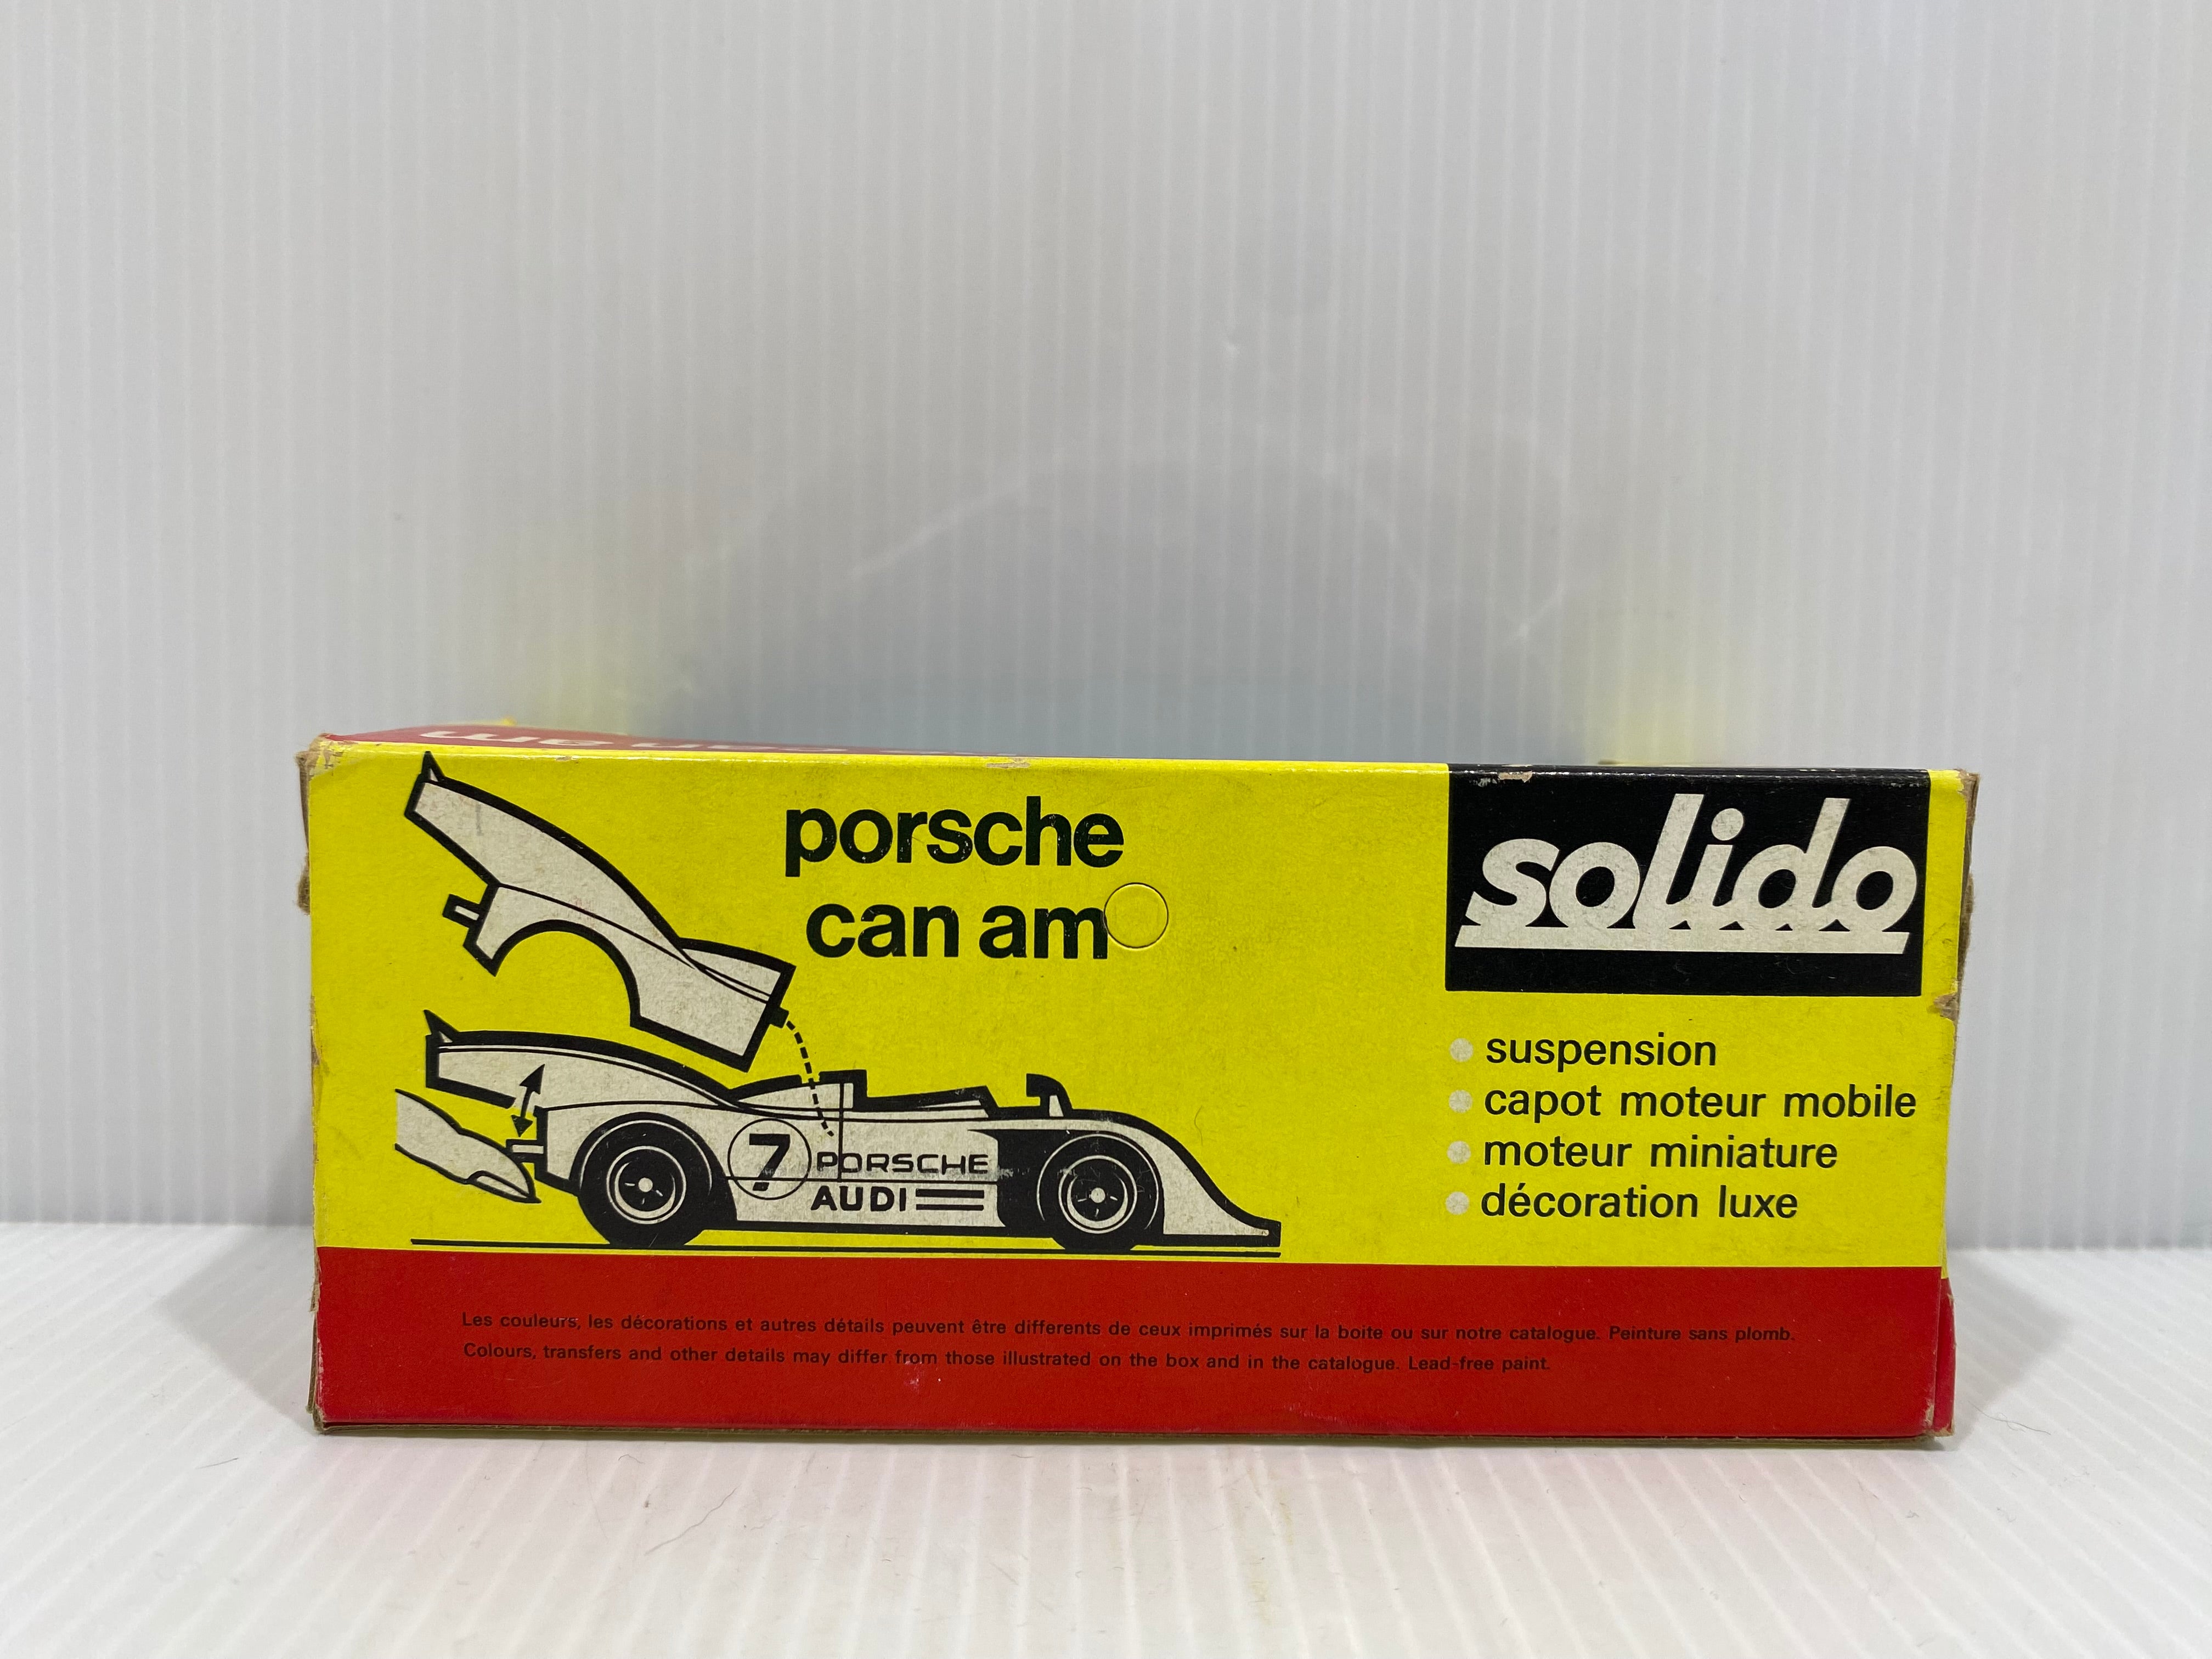 can am
porsche
can am
solido
suspension
capot moteur mobile
moteur miniature
décoration luxe
7
PORSCHE
AUDI
Les couleurs, les décorations et autres détails peuvent être differents de ceux imprimés sur la boite ou sur notre catalogue. Peinture sans plomb.
Colours, transfers and other details may differ from those illustrated on the box and in the catalogue. Lead-free paint.